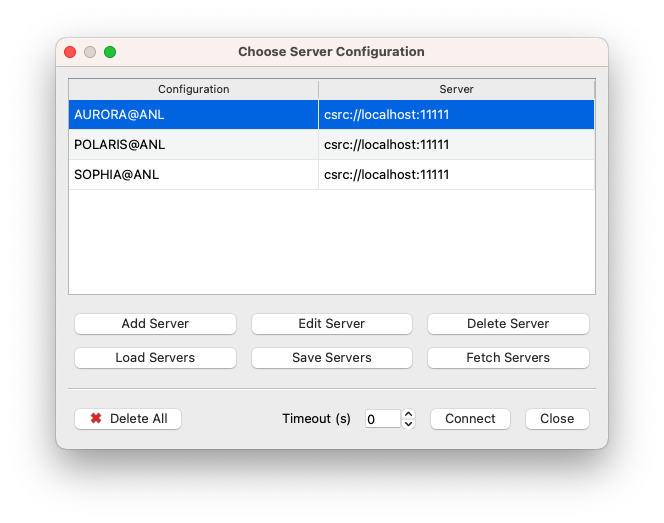 Choose Server Configuration
Configuration Server
AURORA@ANL csrc://localhost:11111
POLARIS@ANL csrc://localhost:11111
SOPHIA@ANL csrc://localhost:11111
Add Server Edit Server Delete Server
Load Servers Save Servers Fetch Servers
Delete All Timeout (s) 0 Connect Close